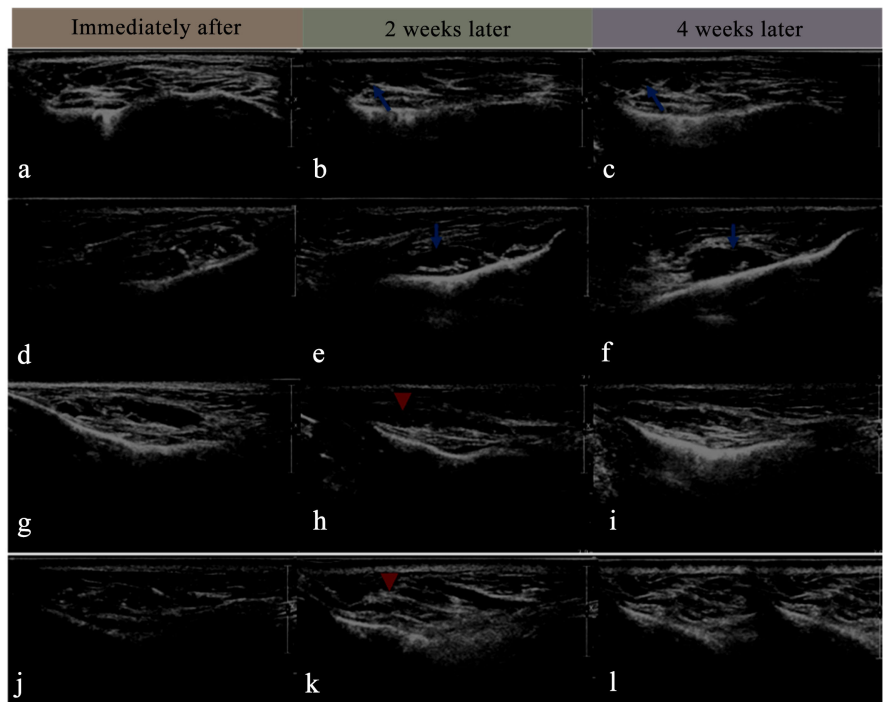 Immediately after
2 weeks later
4 weeks later
a
b
c
d
e
f
g
h
i
j
k
l